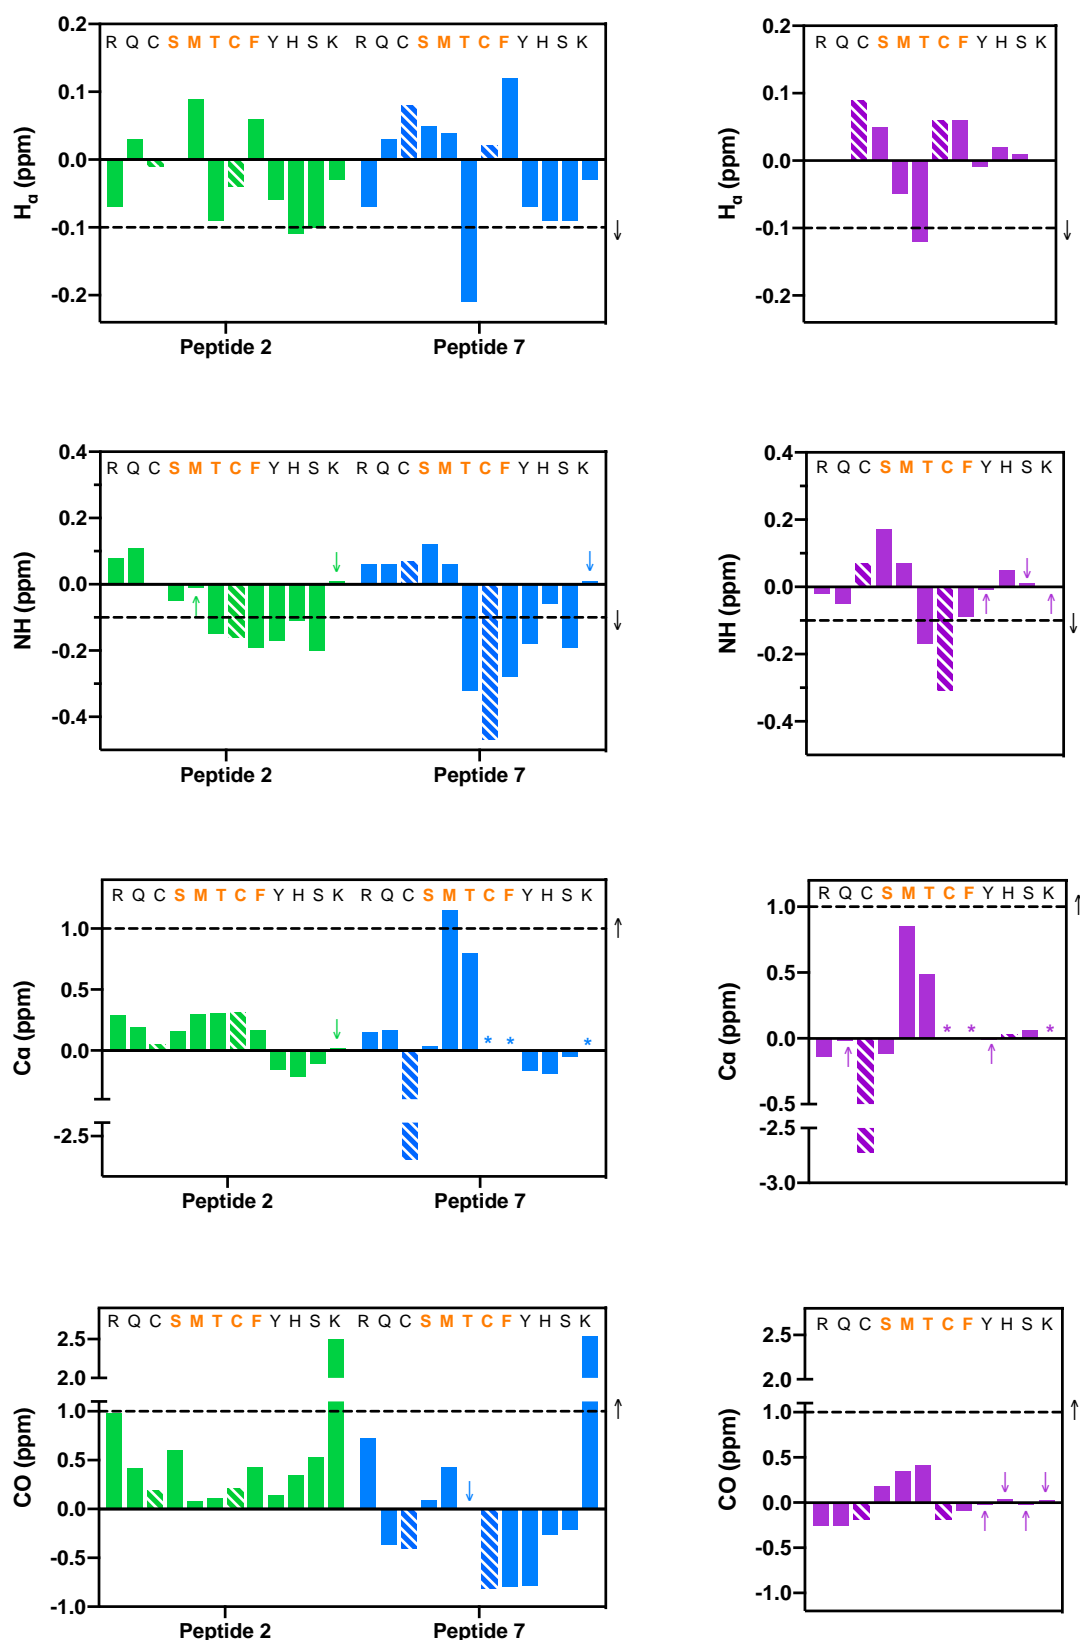 0.2
R Q C S M T C F Y H S K R Q C S M T C F Y H S K
0.1
0.0
-0.1
-0.2
Hα (ppm)
↓
Peptide 2
Peptide 7
0.2
R Q C S M T C F Y H S K
0.1
0.0
-0.1
-0.2
Hα (ppm)
↓
0.4
R Q C S M T C F Y H S K R Q C S M T C F Y H S K
0.2
0.0
-0.2
-0.4
NH (ppm)
↓
Peptide 2
Peptide 7
0.4
R Q C S M T C F Y H S K
0.2
0.0
-0.2
-0.4
NH (ppm)
↓
R Q C S M T C F Y H S K R Q C S M T C F Y H S K
1.0
0.5
0.0
* * *
-2.5
Cα (ppm)
↑
Peptide 2
Peptide 7
R Q C S M T C F Y H S K
1.0
0.5
0.0
* * *
-0.5
-2.5
-3.0
Cα (ppm)
↑
R Q C S M T C F Y H S K R Q C S M T C F Y H S K
2.5
2.0
1.0
0.5
0.0
-0.5
-1.0
CO (ppm)
↑
Peptide 2
Peptide 7
R Q C S M T C F Y H S K
2.5
2.0
1.0
0.5
0.0
-0.5
-1.0
CO (ppm)
↑